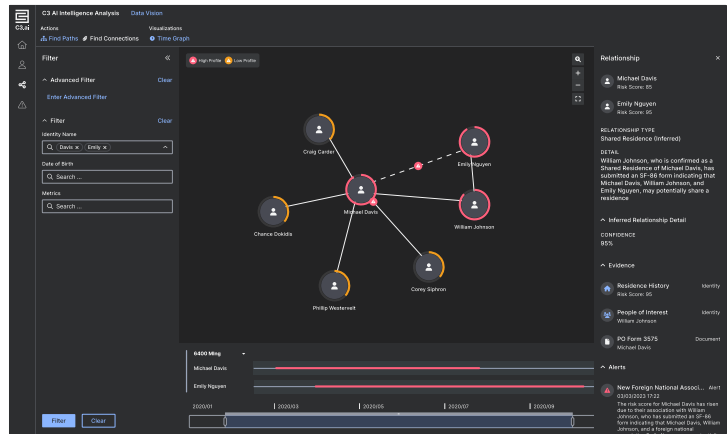 C3.ai
C3 AI Intelligence Analysis
Data Vision
Actions
Find Paths
Find Connections
Visualizations
Time Graph
Filter
Advanced Filter
Clear
Enter Advanced Filter
Filter
Clear
Identity Name
Davis ×
Emily ×
Date of Birth
Search ...
Metrics
Search ...
Filter
Clear
High Profile
Low Profile
Craig Carder
Emily Nguyen
Michael Davis
Chance Dokidis
William Johnson
Corey Siphron
Phillip Westervelt
6400 Ming
Michael Davis
Emily Nguyen
2020/01
2020/03
2020/05
2020/07
2020/09
Relationship
Michael Davis
Risk Score: 85
Emily Nguyen
Risk Score: 95
RELATIONSHIP TYPE
Shared Residence (Inferred)
DETAIL
William Johnson, who is confirmed as a
Shared Residence of Michael Davis, has
submitted an SF-86 form indicating that
Michael Davis, William Johnson, and
Emily Nguyen, may potentially share a
residence
Inferred Relationship Detail
CONFIDENCE
95%
Evidence
Residence History
Identity
Risk Score: 95
People of Interest
Identity
William Johnson
PO Form 3575
Document
Michael Davis
Alerts
New Foreign National Associ...
Alert
03/03/2023 17:22
The risk score for Michael Davis has risen
due to their association with William
Johnson, who has submitted an SF-86
form indicating that Michael Davis, William
Johnson, and a foreign national